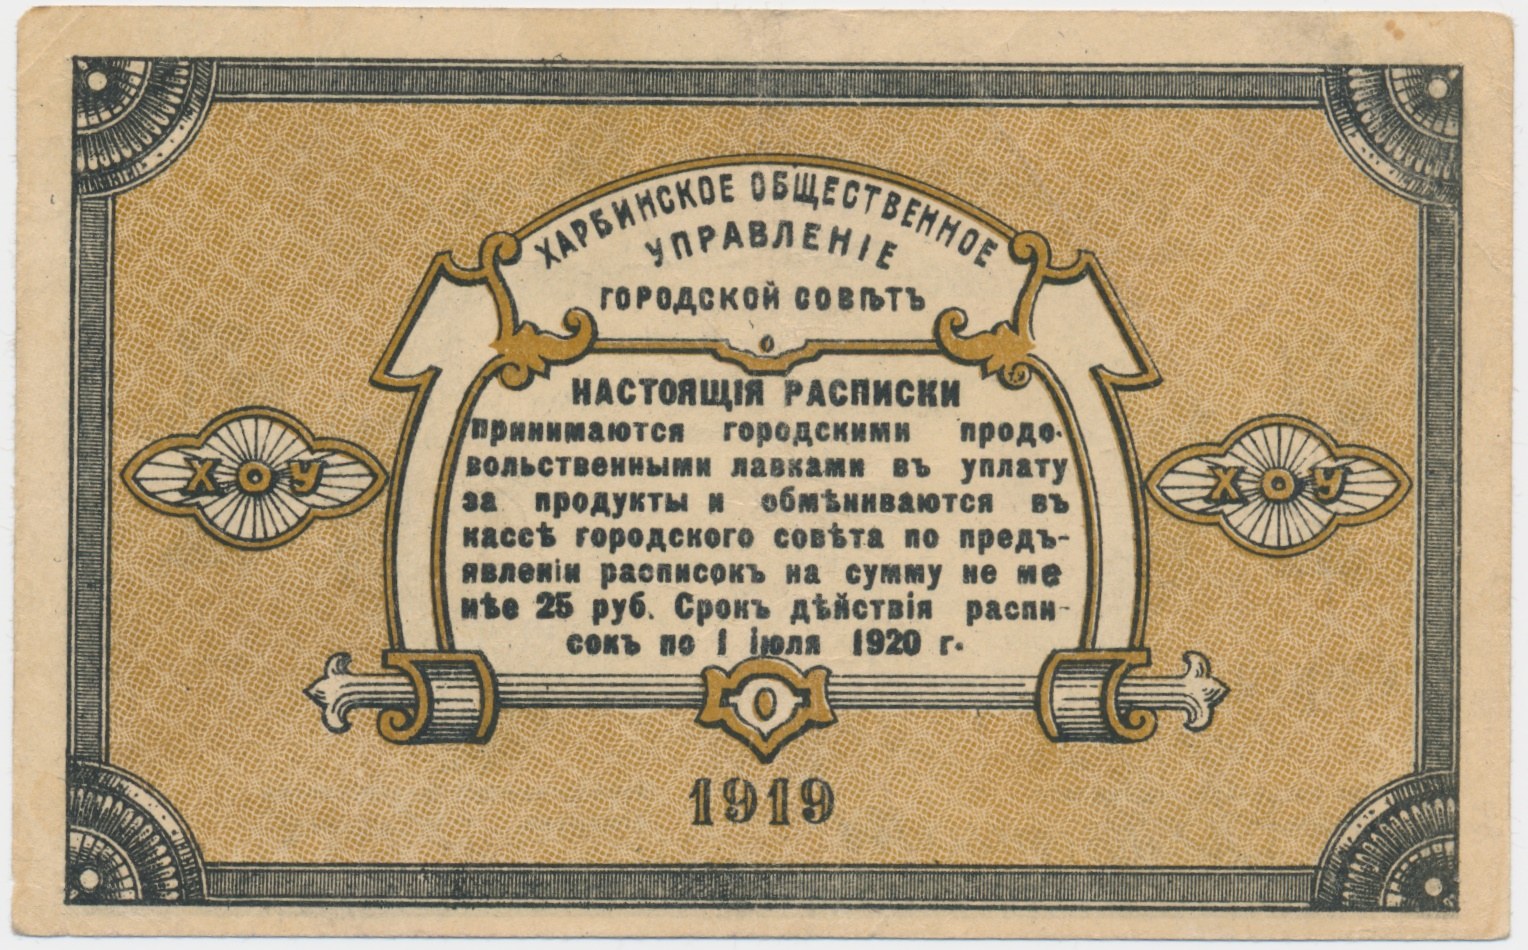 ХАРБИНСКОЕ ОБЩЕСТВЕННОЕ
УПРАВЛЕНІЕ
ГОРОДСКОЙ СОВѢТЪ
НАСТОЯЩІЯ РАСПИСКИ
принимаются городскими продо-
вольственными лавками въ уплату
за продукты и обмѣниваются въ
кассѣ городского совѣта по предъ-
явленіи расписокъ на сумму не ме
нѣе 25 руб. Срокъ дѣйствія распи-
сокъ по 1 іюля 1920 г.
ХОУ
ХОУ
1919